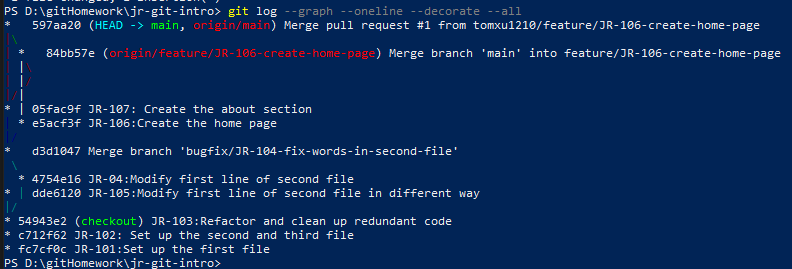 PS D:\gitHomework\jr-git-intro> git log --graph --oneline --decorate --all
*   597aa20 (HEAD -> main, origin/main) Merge pull request #1 from tomxu1210/feature/JR-106-create-home-page
|\
| *   84bb57e (origin/feature/JR-106-create-home-page) Merge branch 'main' into feature/JR-106-create-home-page
| |\
| |/
|/|
* | 05fac9f JR-107: Create the about section
| * e5acf3f JR-106:Create the home page
|/
*   d3d1047 Merge branch 'bugfix/JR-104-fix-words-in-second-file'
|\
| * 4754e16 JR-04:Modify first line of second file
* | dde6120 JR-105:Modify first line of second file in different way
|/
* 54943e2 (checkout) JR-103:Refactor and clean up redundant code
* c712f62 JR-102: Set up the second and third file
* fc7cf0c JR-101:Set up the first file
PS D:\gitHomework\jr-git-intro>